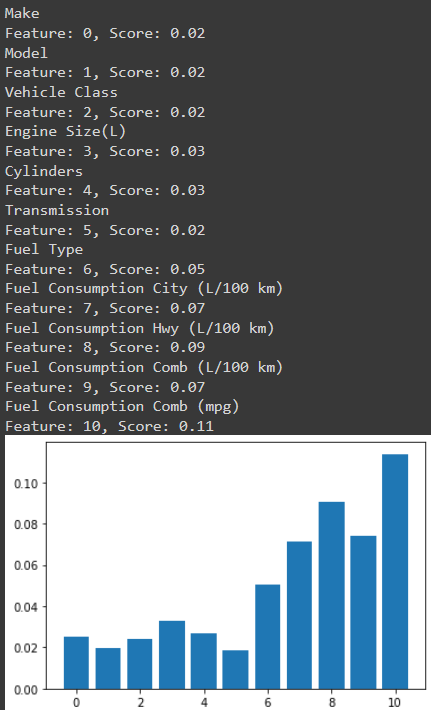 Make
Feature: 0, Score: 0.02
Model
Feature: 1, Score: 0.02
Vehicle Class
Feature: 2, Score: 0.02
Engine Size(L)
Feature: 3, Score: 0.03
Cylinders
Feature: 4, Score: 0.03
Transmission
Feature: 5, Score: 0.02
Fuel Type
Feature: 6, Score: 0.05
Fuel Consumption City (L/100 km)
Feature: 7, Score: 0.07
Fuel Consumption Hwy (L/100 km)
Feature: 8, Score: 0.09
Fuel Consumption Comb (L/100 km)
Feature: 9, Score: 0.07
Fuel Consumption Comb (mpg)
Feature: 10, Score: 0.11
0.10
0.08
0.06
0.04
0.02
0.00
0 2 4 6 8 10